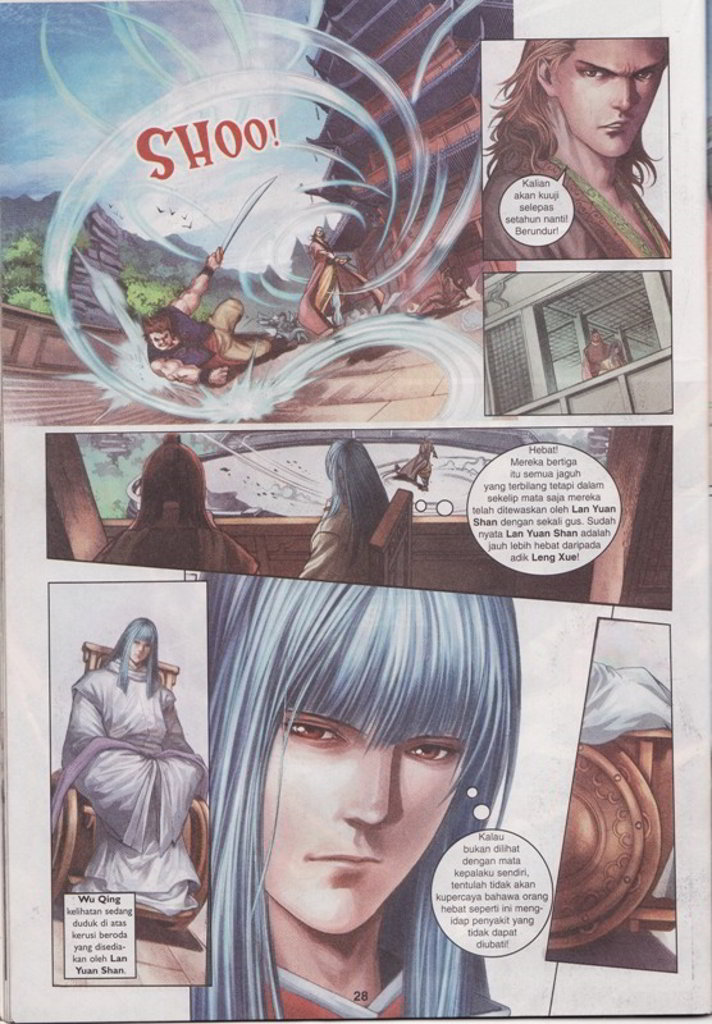 SHOO!
Kalian
akan kuuji
selepas
setahun nanti!
Berundur!
Hebat!
Mereka bertiga
itu semua jaguh
yang terbilang tetapi dalam
sekelip mata saja mereka
telah ditewaskan oleh Lan Yuan
Shan dengan sekali gus. Sudah
nyata Lan Yuan Shan adalah
jauh lebih hebat daripada
adik Leng Xue!
Wu Qing
kelihatan sedang
duduk di atas
kerusi beroda
yang disedia-
kan oleh Lan
Yuan Shan.
Kalau
bukan dilihat
dengan mata
kepalaku sendiri,
tentulah tidak akan
kupercaya bahawa orang
hebat seperti ini meng-
idap penyakit yang
tidak dapat
diubati!
28